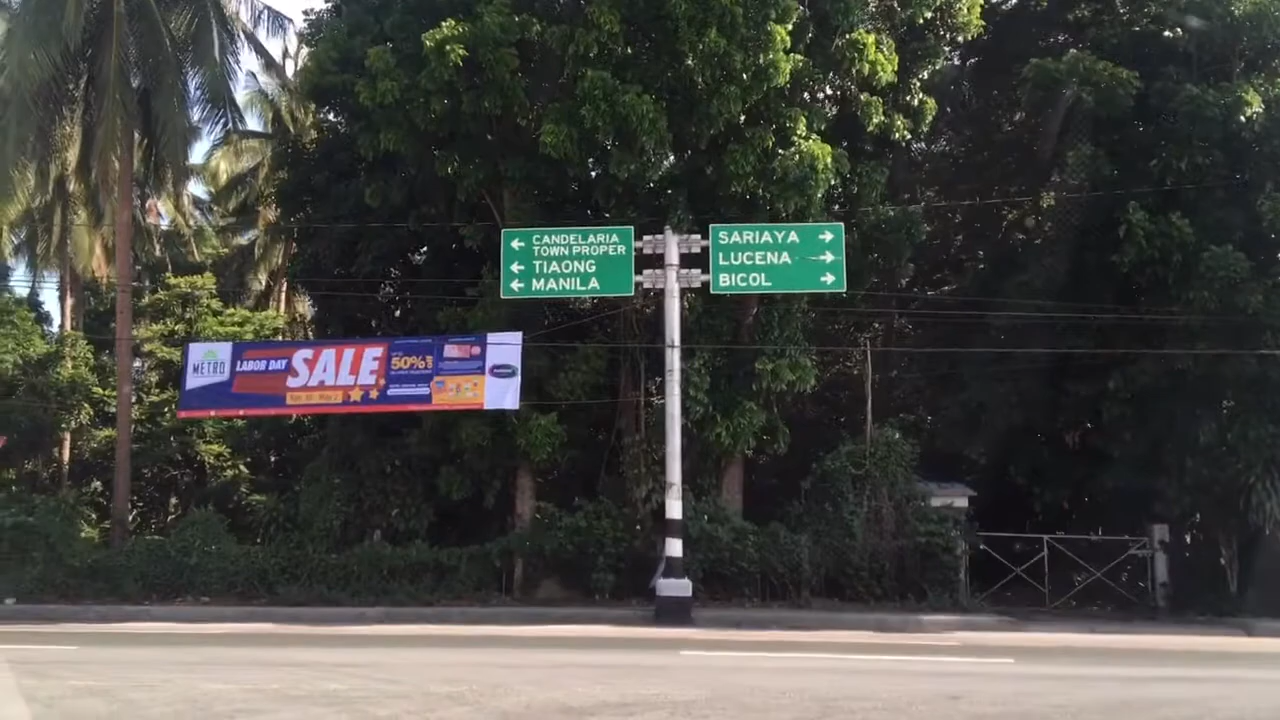 ← CANDELARIA
TOWN PROPER
← TIAONG
← MANILA
SARIAYA →
LUCENA →
BICOL →
METRO
LABOR DAY
SALE
50%